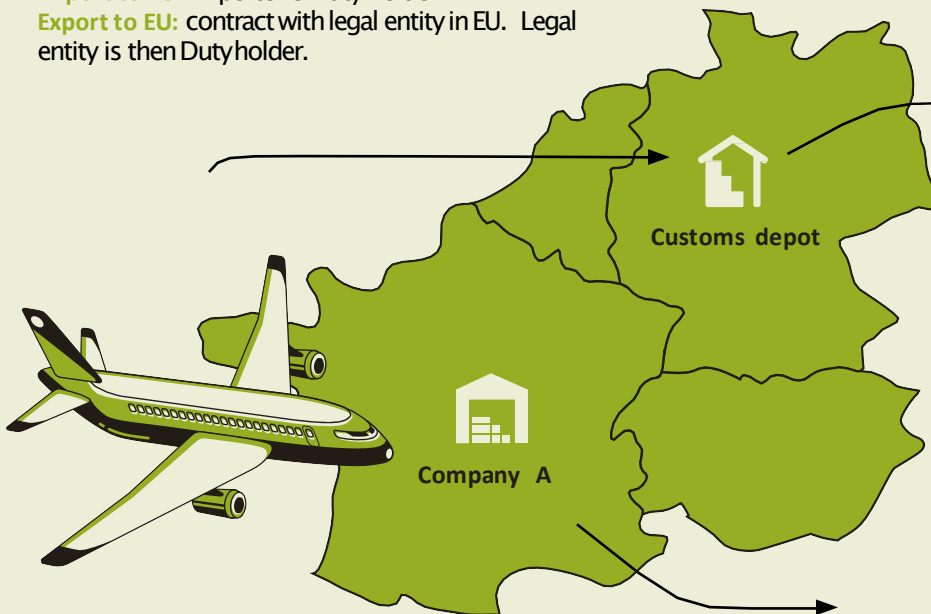 Export to EU: contract with legal entity in EU. Legal
entity is then Dutyholder.
Customs depot
Company A